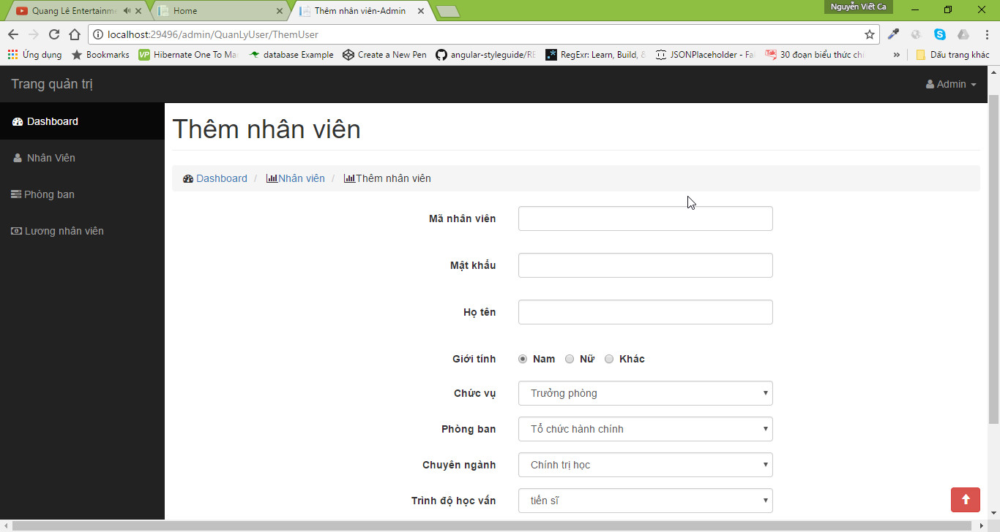 Quang Lê Entertainme
Home
Thêm nhân viên-Admin
Nguyễn Viết Ca
localhost:29496/admin/QuanLyUser/ThemUser
Ứng dụng
Bookmarks
VP Hibernate One To Ma
database Example
Create a New Pen
angular-styleguide/RE
RegExr: Learn, Build, &
JSONPlaceholder - Fa
30 đoạn biểu thức chí
»
Dấu trang khác
Trang quản trị
Admin
Dashboard
Nhân Viên
Phòng ban
Lương nhân viên
Thêm nhân viên
Dashboard / Nhân viên / Thêm nhân viên
Mã nhân viên
Mật khẩu
Họ tên
Giới tính Nam Nữ Khác
Chức vụ Trưởng phòng
Phòng ban Tổ chức hành chính
Chuyên ngành Chính trị học
Trình độ học vấn tiến sĩ